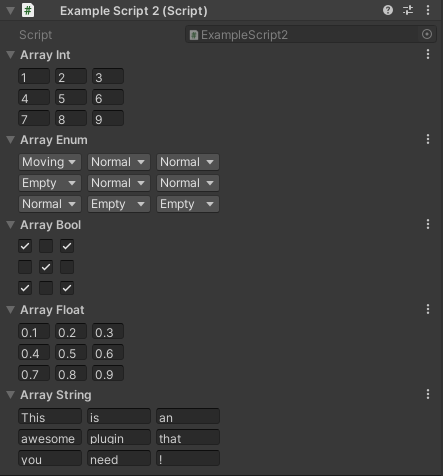 Example Script 2 (Script)
Script ExampleScript2
Array Int
1 2 3
4 5 6
7 8 9
Array Enum
Moving Normal Normal
Empty Normal Normal
Normal Empty Empty
Array Bool
Array Float
0.1 0.2 0.3
0.4 0.5 0.6
0.7 0.8 0.9
Array String
This is an
awesome plugin that
you need !